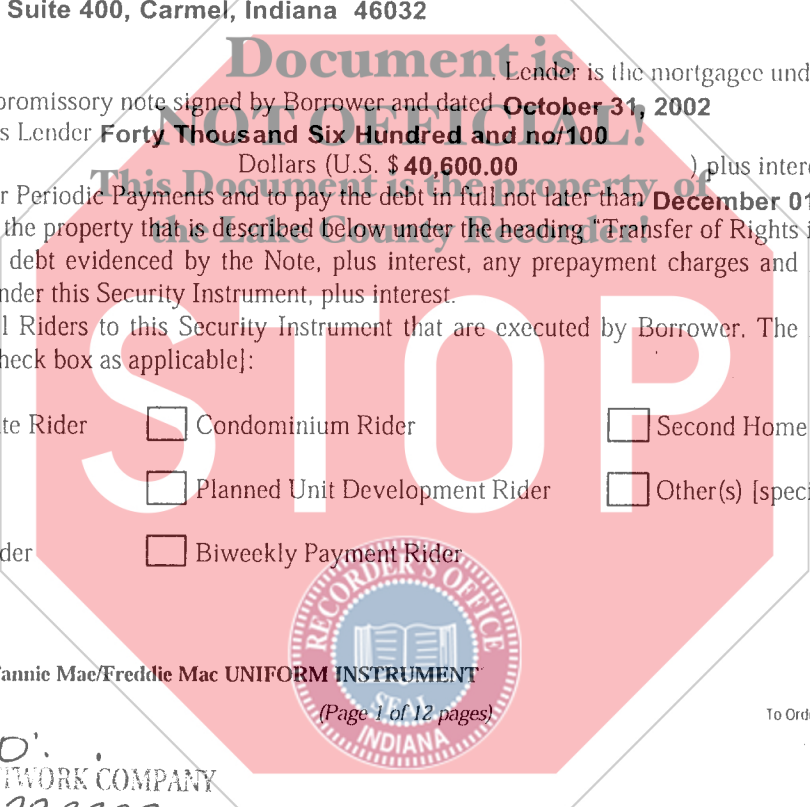 Suite 400, Carmel, Indiana 46032
Document is
. Lender is the mortgagee und
promissory note signed by Borrower and dated October 31, 2002
NOT OFFICIAL!
s Lender Forty Thousand Six Hundred and no/100
Dollars (U.S. $ 40,600.00 ) plus intere
This Document is the property of
r Periodic Payments and to pay the debt in full not later than December 01
the Lake County Recorder!
the property that is described below under the heading "Transfer of Rights i
debt evidenced by the Note, plus interest, any prepayment charges and
nder this Security Instrument, plus interest.
l Riders to this Security Instrument that are executed by Borrower. The
heck box as applicable]:
STOP
te Rider Condominium Rider Second Home
Planned Unit Development Rider Other(s) [speci
der Biweekly Payment Rider
RECORDER'S OFFICE
SEAL
INDIANA
annie Mae/Freddie Mac UNIFORM INSTRUMENT
(Page 1 of 12 pages)
To Orde
TWORK COMPANY